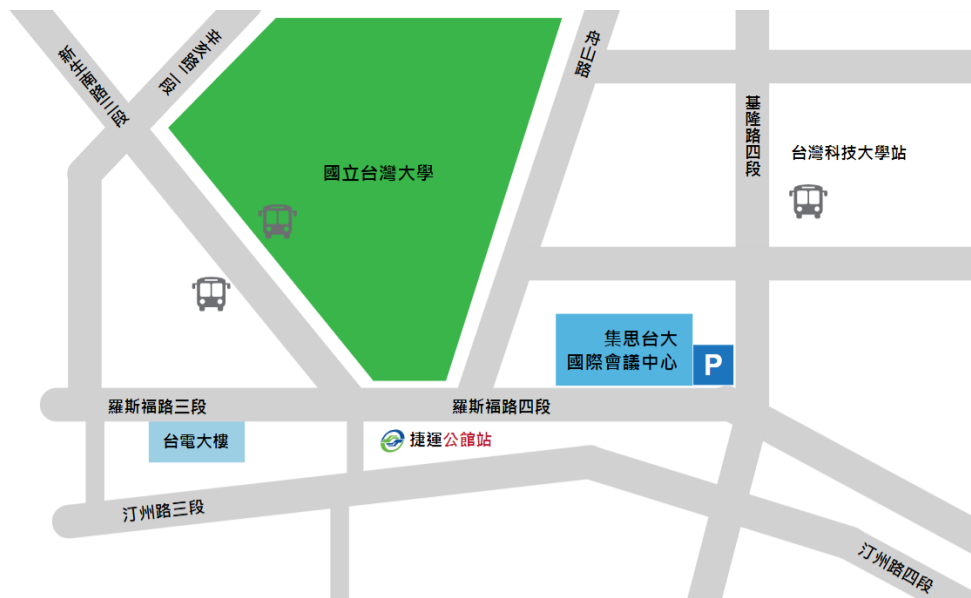 新生南路三段
辛亥路二段
舟山路
基隆路四段
國立台灣大學
台灣科技大學站
集思台大
國際會議中心
P
羅斯福路三段
羅斯福路四段
台電大樓
捷運公館站
汀州路三段
汀州路四段